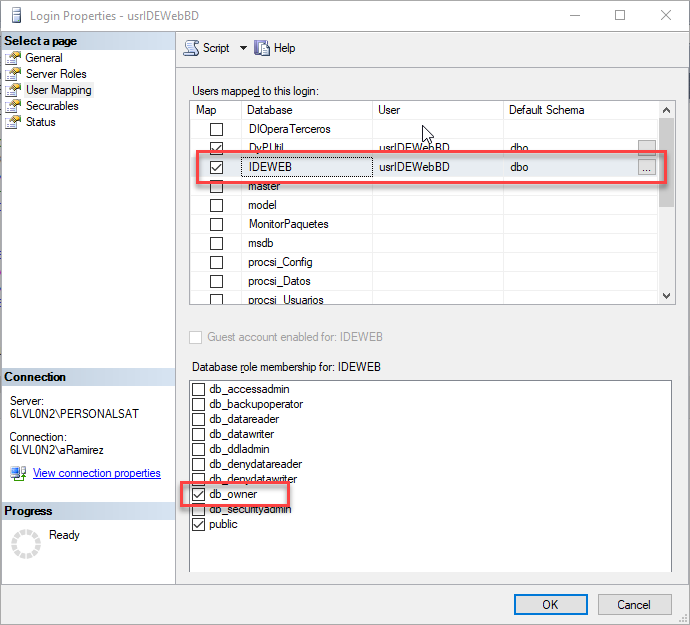 Login Properties - usrIDEWebBD
Select a page
General
Server Roles
User Mapping
Securables
Status
Script
Help
Users mapped to this login:
Map Database User Default Schema
DIOperaTerceros
DyPUtil usrIDEWebBD dbo
IDEWEB usrIDEWebBD dbo ...
master
model
MonitorPaquetes
msdb
procsi_Config
procsi_Datos
procsi_Usuarios
Guest account enabled for: IDEWEB
Database role membership for: IDEWEB
db_accessadmin
db_backupoperator
db_datareader
db_datawriter
db_ddladmin
db_denydatareader
db_denydatawriter
db_owner
db_securityadmin
public
Connection
Server:
6LVL0N2\PERSONALSAT
Connection:
6LVL0N2\aRamirez
View connection properties
Progress
Ready
OK
Cancel